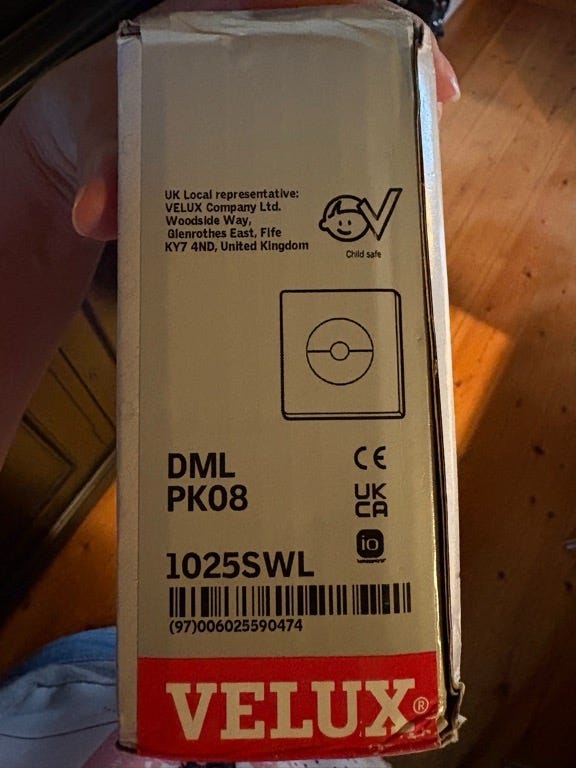 UK Local representative:
VELUX Company Ltd.
Woodside Way,
Glenrothes East, Fife
KY7 4ND, United Kingdom
Child safe
DML
PK08
CE
UK
CA
io
1025SWL
(97)006025590474
VELUX®